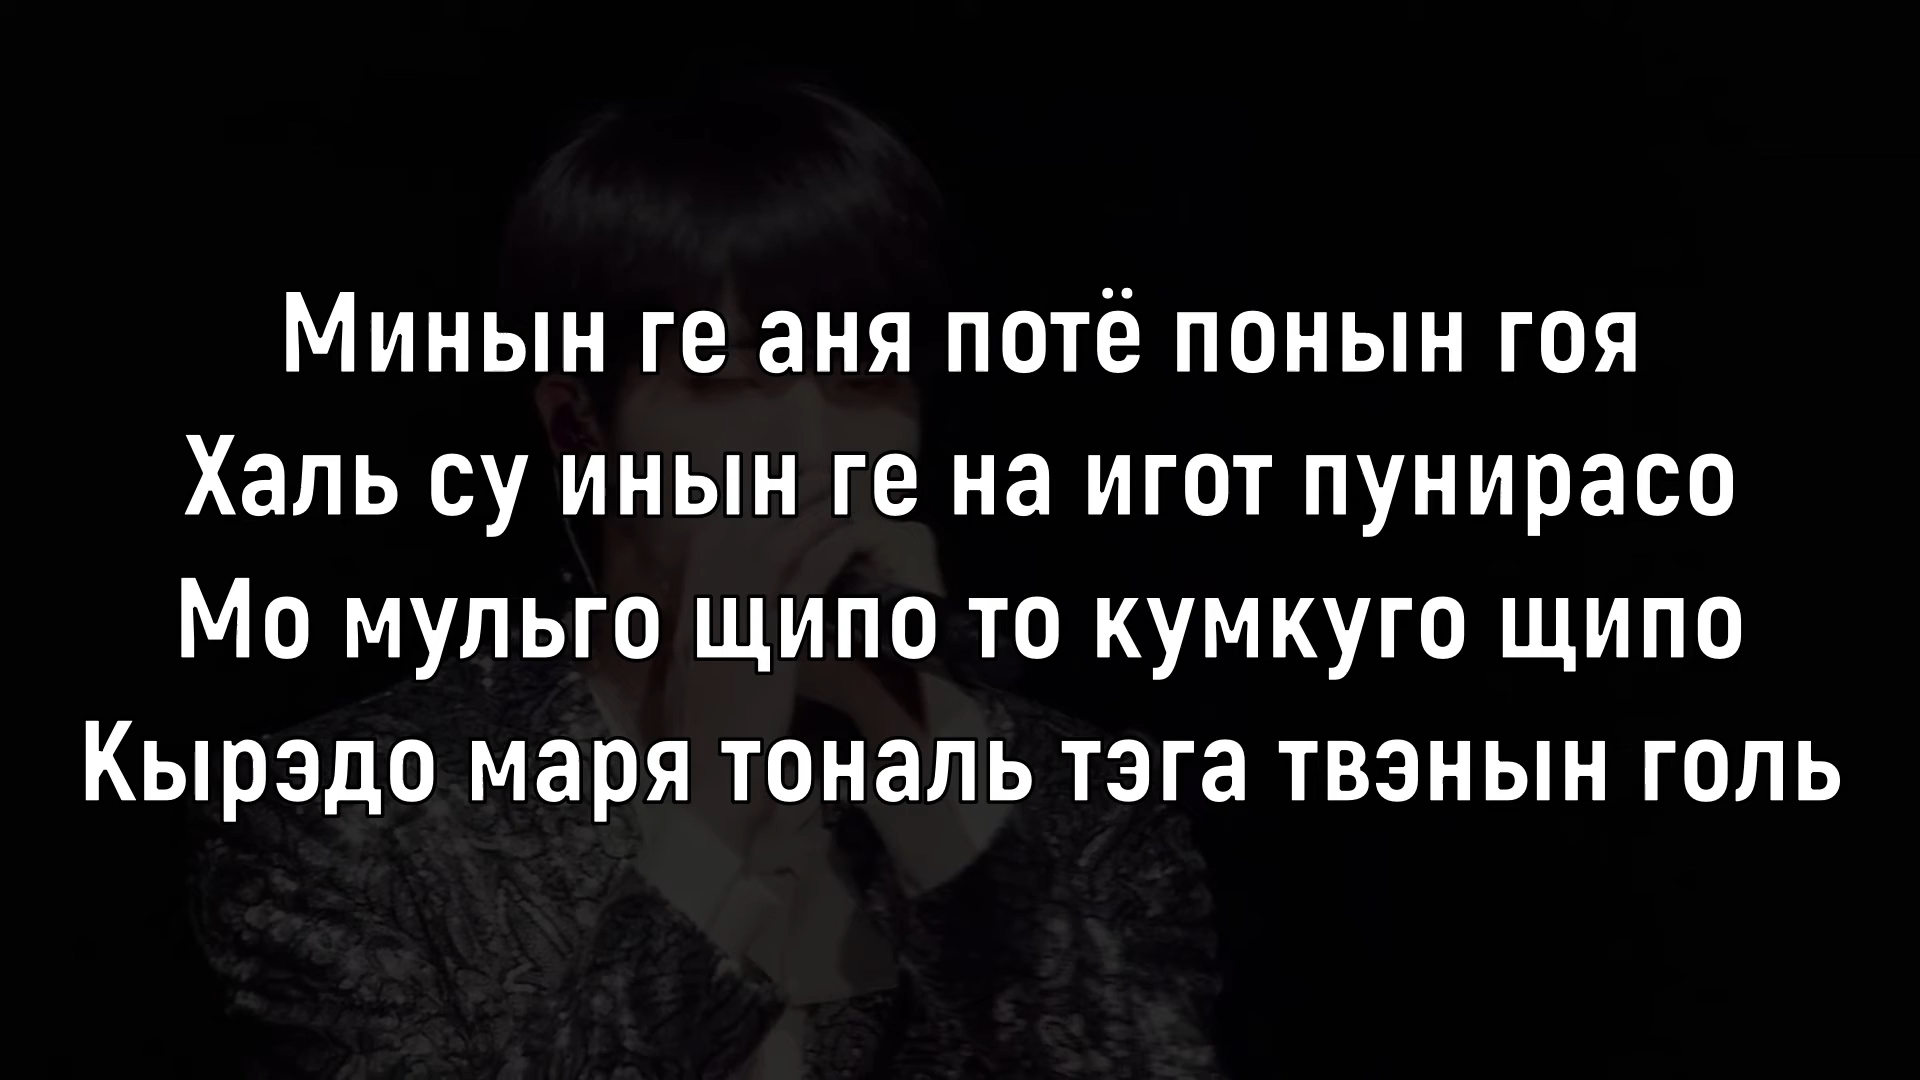 Минын ге аня потё понын гоя
Халь су инын ге на игот пунирасо
Мо мульго щипо то кумкуго щипо
Кырэдо маря тональ тэга твэнын голь